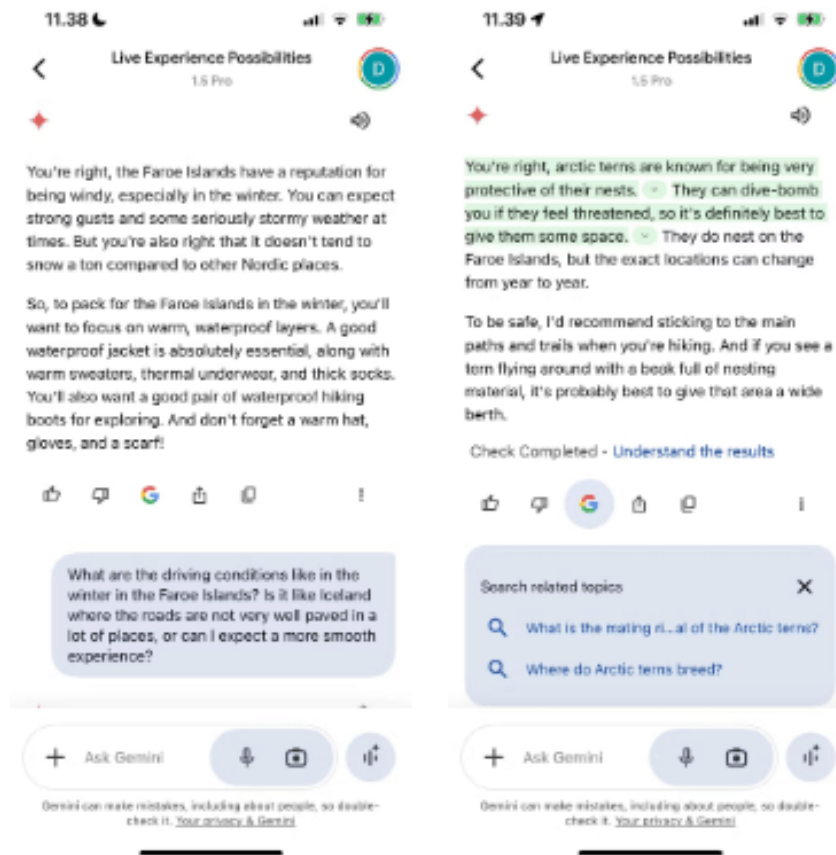 11.38
Live Experience Possibilities
1.5 Pro
D
You're right, the Faroe Islands have a reputation for
being windy, especially in the winter. You can expect
strong gusts and some seriously stormy weather at
times. But you're also right that it doesn't tend to
snow a ton compared to other Nordic places.
So, to pack for the Faroe Islands in the winter, you'll
want to focus on warm, waterproof layers. A good
waterproof jacket is absolutely essential, along with
warm sweaters, thermal underwear, and thick socks.
You'll also want a good pair of waterproof hiking
boots for exploring. And don't forget a warm hat,
gloves, and a scarf!
What are the driving conditions like in the
winter in the Faroe Islands? Is it like Iceland
where the roads are not very well paved in a
lot of places, or can I expect a more smooth
experience?
Ask Gemini
Gemini can make mistakes, including about people, so double-
check it. Your privacy & Gemini
11.39
Live Experience Possibilities
1.5 Pro
D
You're right, arctic terns are known for being very
protective of their nests. They can dive-bomb
you if they feel threatened, so it's definitely best to
give them some space. They do nest on the
Faroe Islands, but the exact locations can change
from year to year.
To be safe, I'd recommend sticking to the main
paths and trails when you're hiking. And if you see a
tern flying around with a beak full of nesting
material, it's probably best to give that area a wide
berth.
Check Completed - Understand the results
Search related topics
What is the mating ri...al of the Arctic terns?
Where do Arctic terns breed?
Ask Gemini
Gemini can make mistakes, including about people, so double-
check it. Your privacy & Gemini